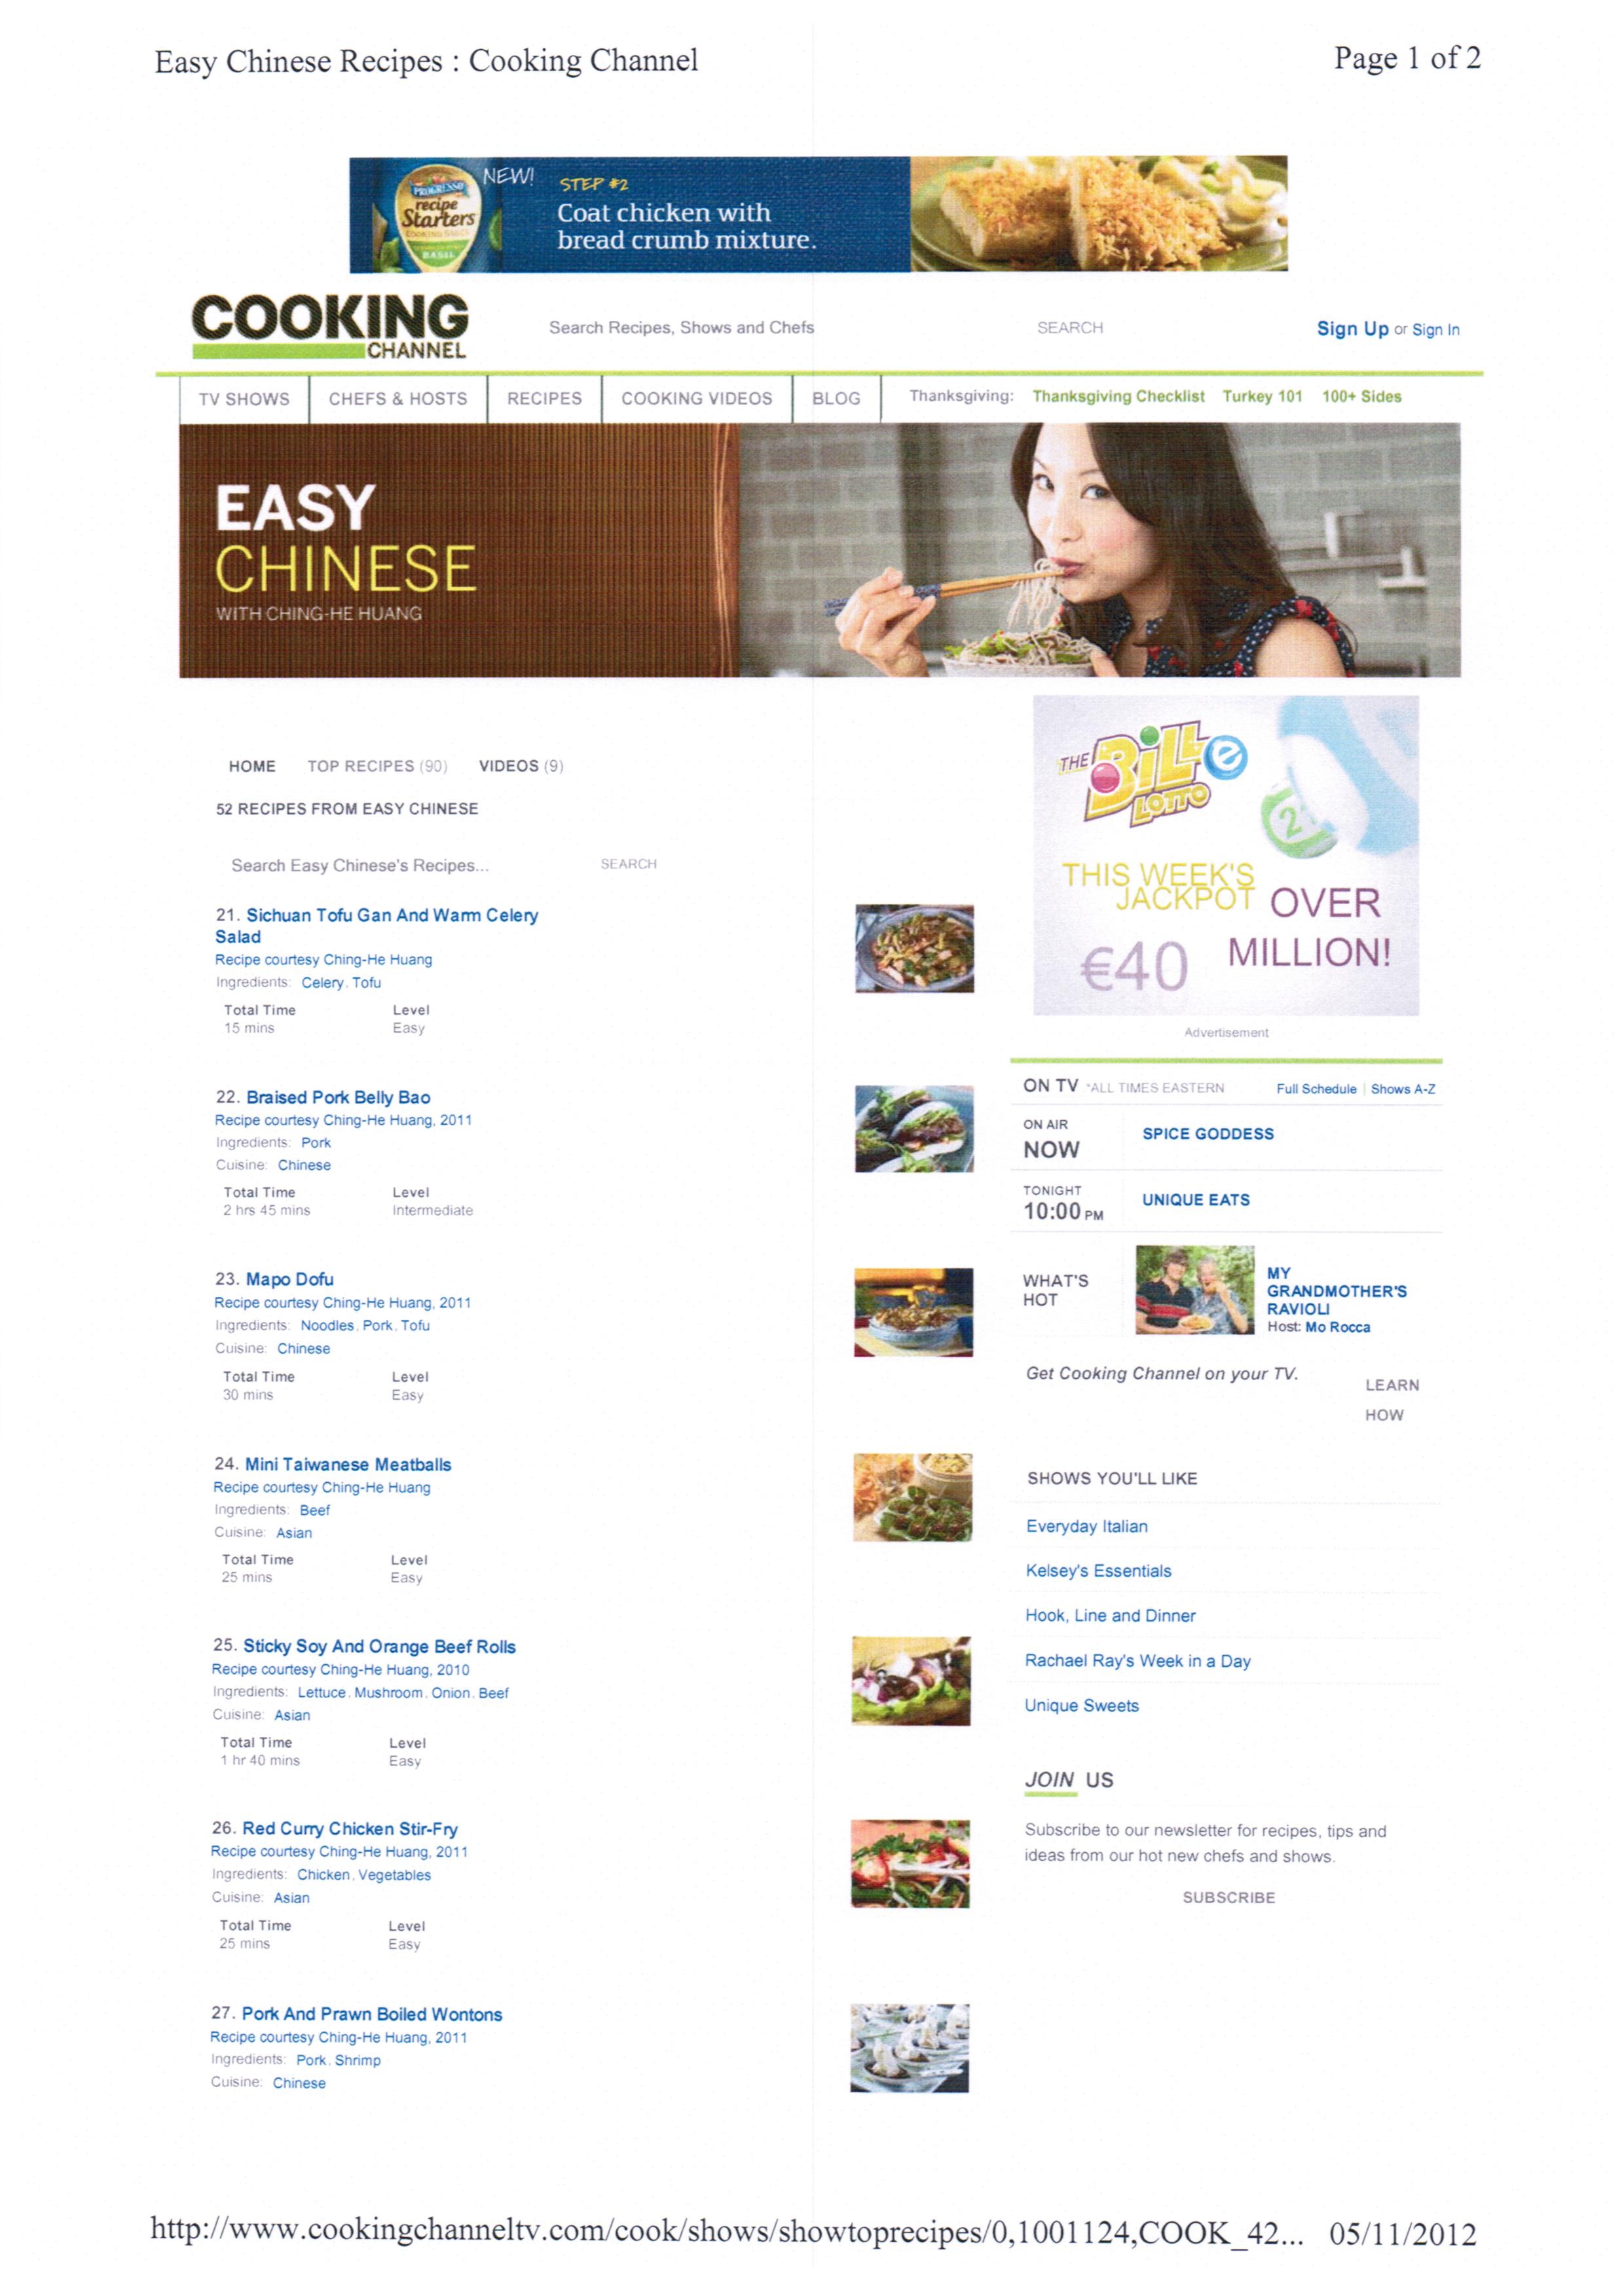 Easy Chinese Recipes : Cooking Channel
Page 1 of 2
PROGRESSO
recipe
Starters
BASIL
NEW!
STEP #2
Coat chicken with
bread crumb mixture.
COOKING
CHANNEL
Search Recipes, Shows and Chefs
SEARCH
Sign Up or Sign In
TV SHOWS
CHEFS & HOSTS
RECIPES
COOKING VIDEOS
BLOG
Thanksgiving: Thanksgiving Checklist Turkey 101 100+ Sides
EASY
CHINESE
WITH CHING-HE HUANG
HOME TOP RECIPES (90) VIDEOS (9)
52 RECIPES FROM EASY CHINESE
Search Easy Chinese's Recipes...
SEARCH
21. Sichuan Tofu Gan And Warm Celery
Salad
Recipe courtesy Ching-He Huang
Ingredients: Celery, Tofu
Total Time Level
15 mins Easy
22. Braised Pork Belly Bao
Recipe courtesy Ching-He Huang, 2011
Ingredients: Pork
Cuisine: Chinese
Total Time Level
2 hrs 45 mins Intermediate
23. Mapo Dofu
Recipe courtesy Ching-He Huang, 2011
Ingredients: Noodles, Pork, Tofu
Cuisine: Chinese
Total Time Level
30 mins Easy
24. Mini Taiwanese Meatballs
Recipe courtesy Ching-He Huang
Ingredients: Beef
Cuisine: Asian
Total Time Level
25 mins Easy
25. Sticky Soy And Orange Beef Rolls
Recipe courtesy Ching-He Huang, 2010
Ingredients: Lettuce, Mushroom, Onion, Beef
Cuisine: Asian
Total Time Level
1 hr 40 mins Easy
26. Red Curry Chicken Stir-Fry
Recipe courtesy Ching-He Huang, 2011
Ingredients: Chicken, Vegetables
Cuisine: Asian
Total Time Level
25 mins Easy
27. Pork And Prawn Boiled Wontons
Recipe courtesy Ching-He Huang, 2011
Ingredients: Pork, Shrimp
Cuisine: Chinese
THE BILL e
LOTTO
2
THIS WEEK'S
JACKPOT OVER
€40 MILLION!
Advertisement
ON TV *ALL TIMES EASTERN Full Schedule | Shows A-Z
ON AIR
NOW
SPICE GODDESS
TONIGHT
10:00 PM
UNIQUE EATS
WHAT'S
HOT
MY
GRANDMOTHER'S
RAVIOLI
Host: Mo Rocca
Get Cooking Channel on your TV.
LEARN
HOW
SHOWS YOU'LL LIKE
Everyday Italian
Kelsey's Essentials
Hook, Line and Dinner
Rachael Ray's Week in a Day
Unique Sweets
JOIN US
Subscribe to our newsletter for recipes, tips and
ideas from our hot new chefs and shows.
SUBSCRIBE
http://www.cookingchanneltv.com/cook/shows/showtoprecipes/0,1001124,COOK_42... 05/11/2012